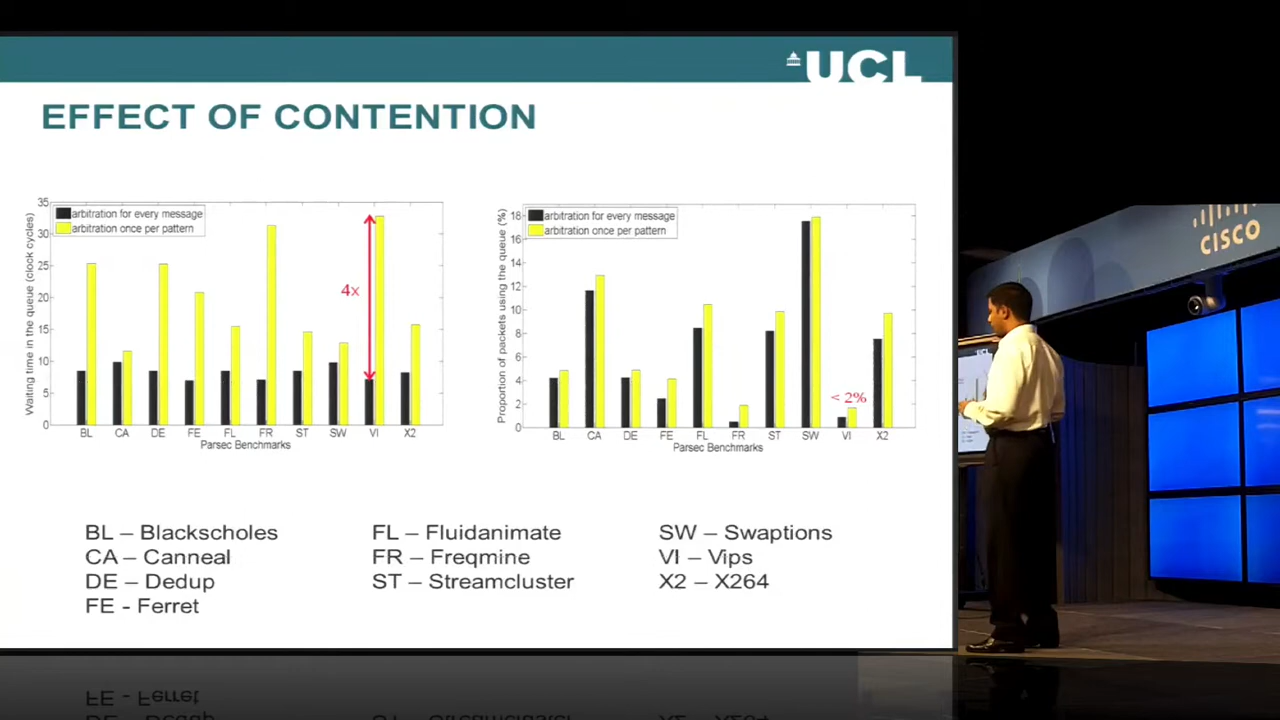 UCL
EFFECT OF CONTENTION
Waiting time in the queue (clock cycles)
35
30
25
20
15
10
5
0
arbitration for every message
arbitration once per pattern
4x
BL CA DE FE FL FR ST SW VI X2
Parsec Benchmarks
Proportion of packets using the queue (%)
18
16
14
12
10
8
6
4
2
0
arbitration for every message
arbitration once per pattern
< 2%
BL CA DE FE FL FR ST SW VI X2
Parsec Benchmarks
BL – Blackscholes
CA – Canneal
DE – Dedup
FE - Ferret
FL – Fluidanimate
FR – Freqmine
ST – Streamcluster
SW – Swaptions
VI – Vips
X2 – X264
CISCO
UCL
FE - Ferret